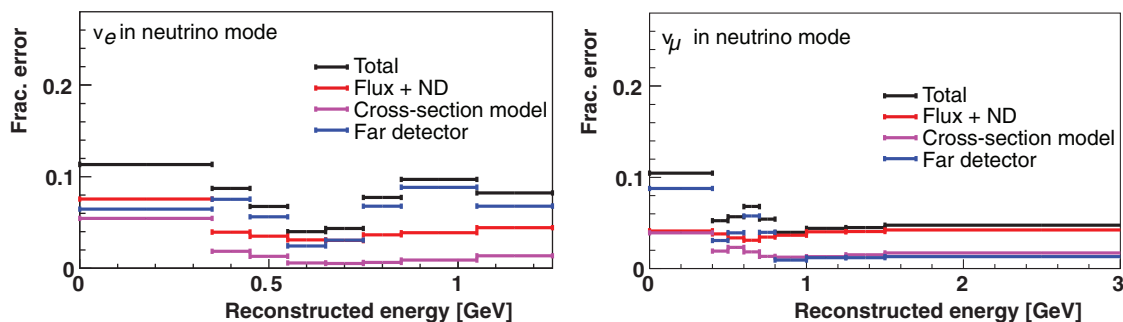 Frac. error
0.2
0.1
0
ν e in neutrino mode
Total
Flux + ND
Cross-section model
Far detector
0
0.5
1
Reconstructed energy [GeV]
Frac. error
0.2
0.1
0
ν μ in neutrino mode
Total
Flux + ND
Cross-section model
Far detector
0
1
2
3
Reconstructed energy [GeV]